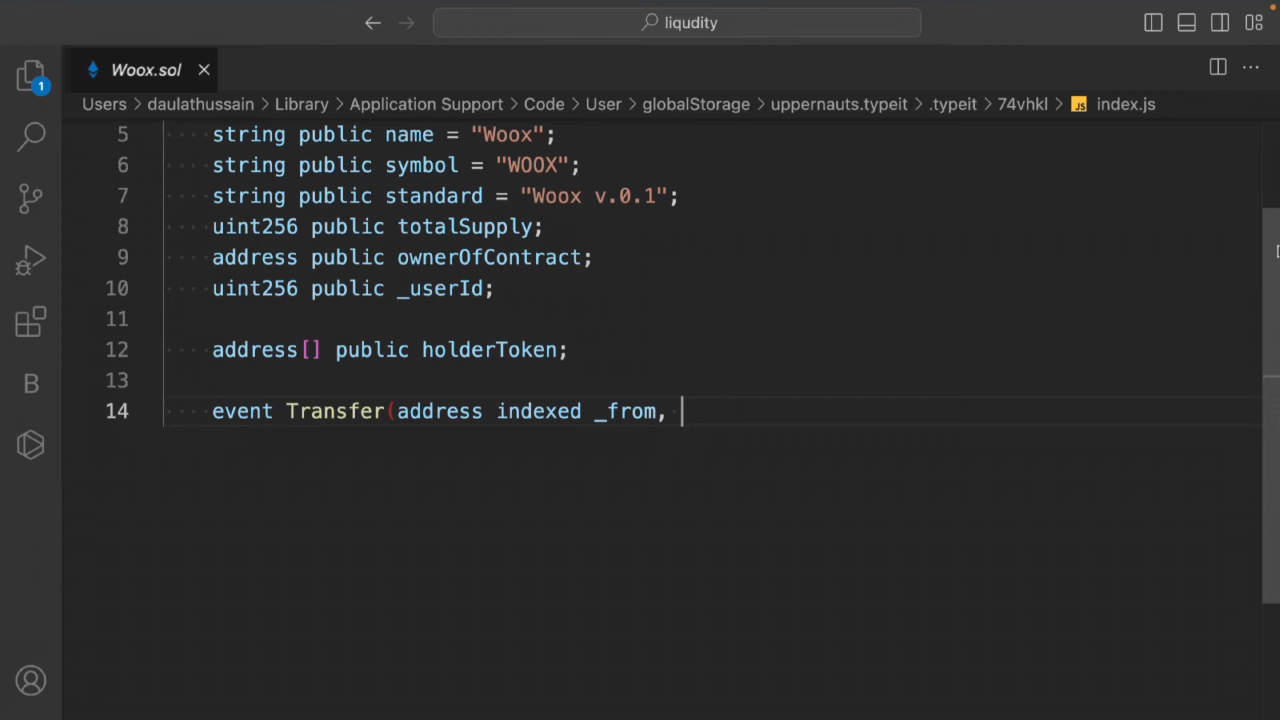 liqudity
Woox.sol
Users > daulathussain > Library > Application Support > Code > User > globalStorage > uppernauts.typeit > .typeit > 74vhkl > JS index.js
1
5 string public name = "Woox";
6 string public symbol = "WOOX";
7 string public standard = "Woox v.0.1";
8 uint256 public totalSupply;
9 address public ownerOfContract;
10 uint256 public _userId;
11
12 address[] public holderToken;
13
14 event Transfer(address indexed _from,
B